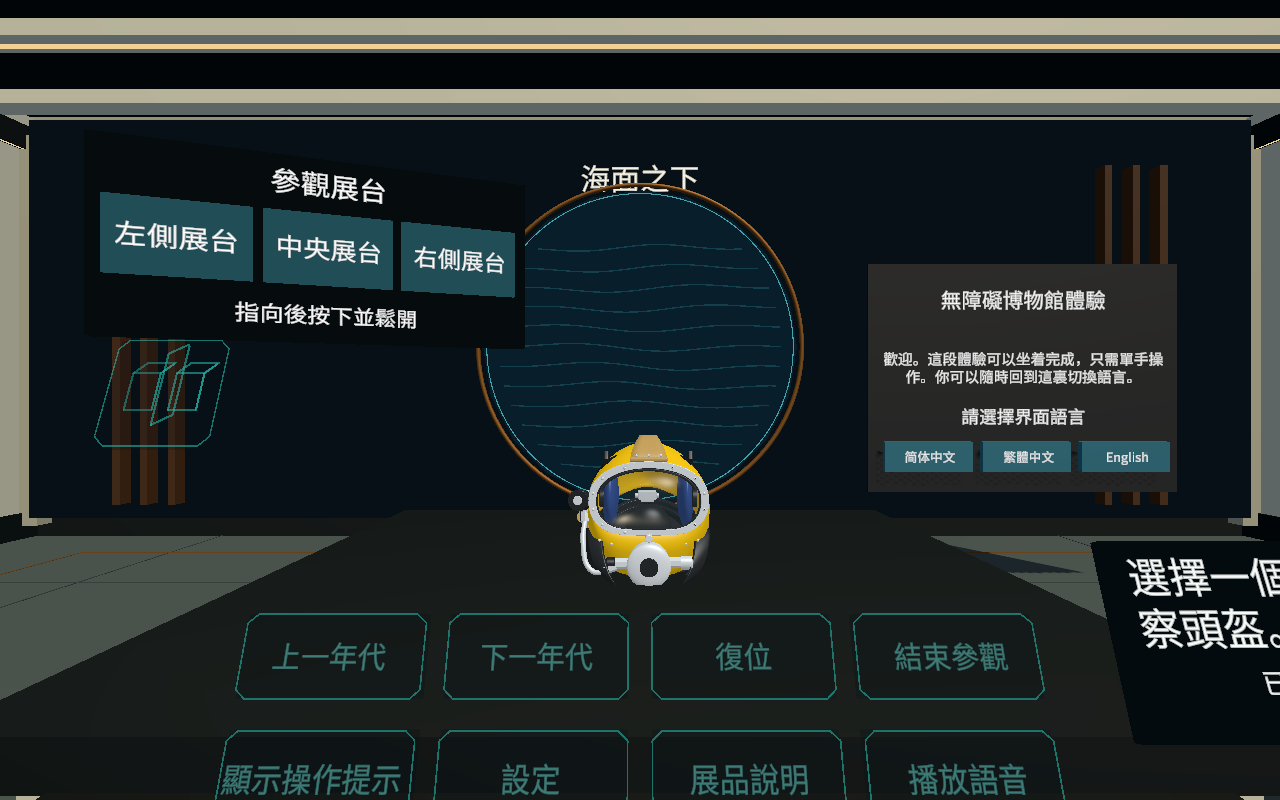 參觀展台
左側展台
中央展台
右側展台
指向後按下並鬆開
海面之下
無障礙博物館體驗
歡迎。這段體驗可以坐着完成，只需單手操
作。你可以隨時回到這裏切換語言。
請選擇界面語言
简体中文
繁體中文
English
選擇一個
察頭盔。
上一年代
下一年代
復位
結束參觀
顯示操作提示
設定
展品說明
播放語音